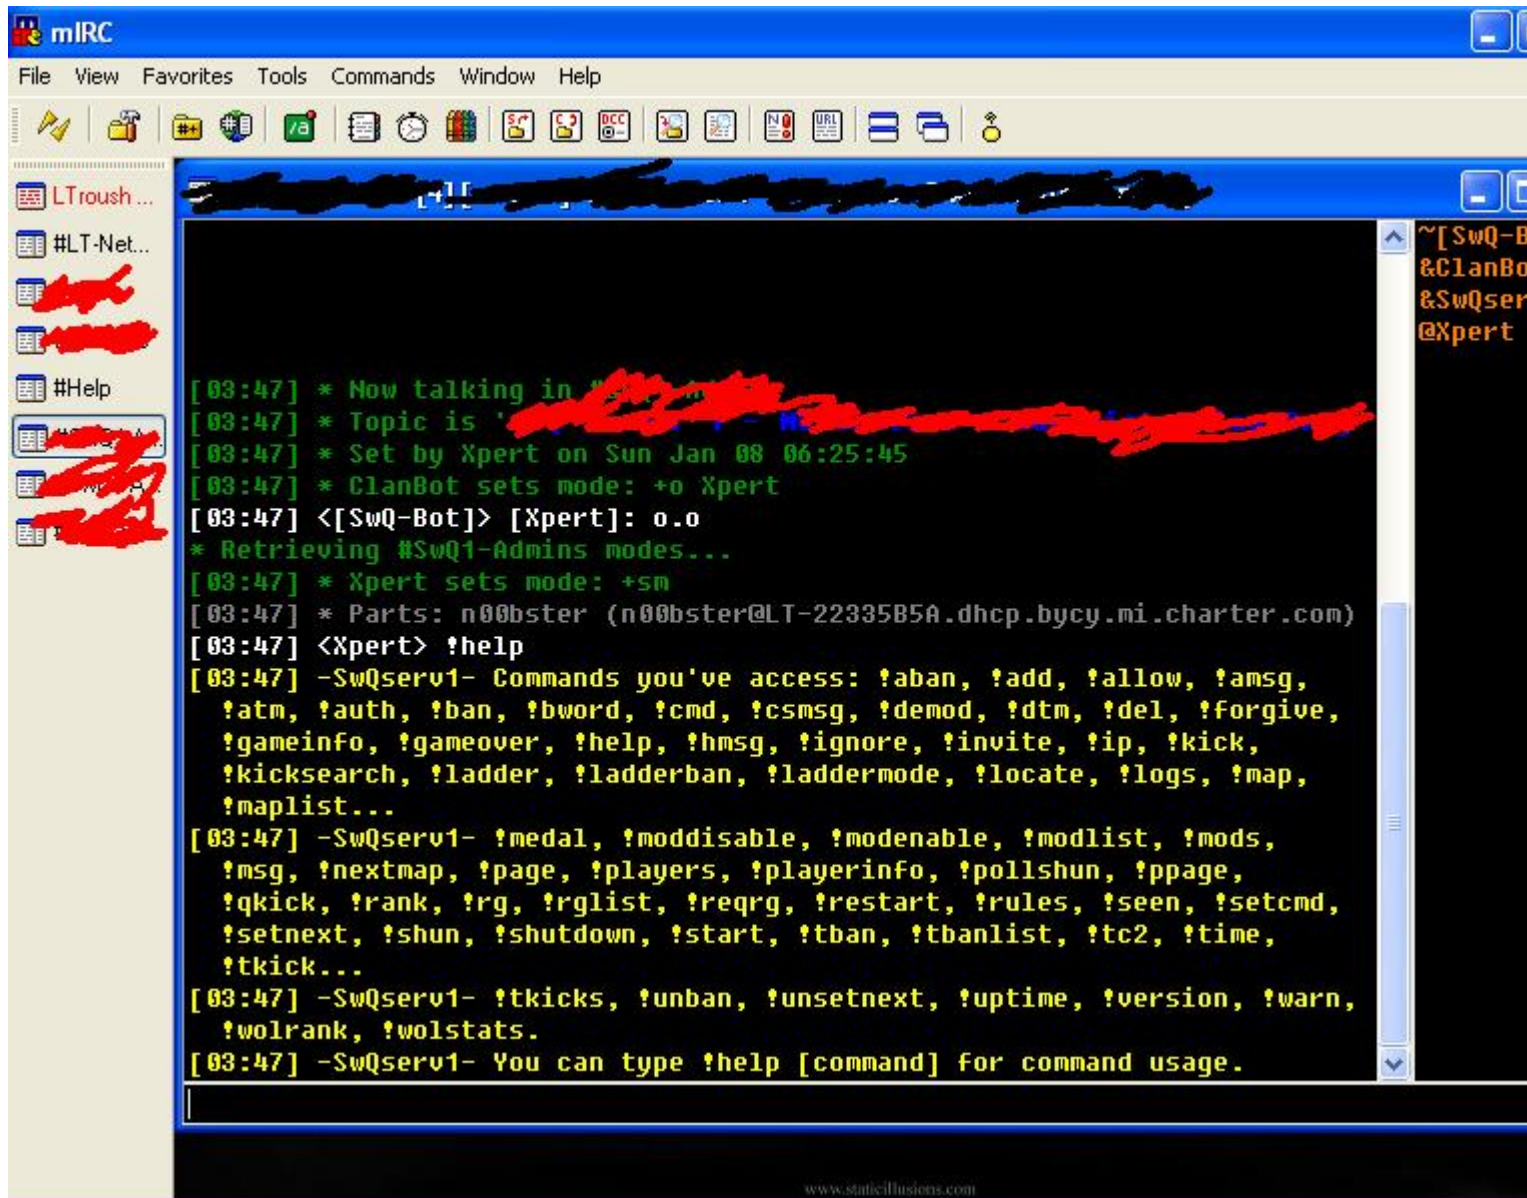 mIRC
File View Favorites Tools Commands Window Help
LTroush ...
#LT-Net...
#Help
~[SwQ-B
&ClanBo
&SwQser
@Xpert
[03:47] * Now talking in
[03:47] * Topic is '
[03:47] * Set by Xpert on Sun Jan 08 06:25:45
[03:47] * ClanBot sets mode: +o Xpert
[03:47] <[SwQ-Bot]> [Xpert]: o.o
* Retrieving #SwQ1-Admins modes...
[03:47] * Xpert sets mode: +sm
[03:47] * Parts: n00bster (n00bster@LT-22335B5A.dhcp.bycy.mi.charter.com)
[03:47] <Xpert> !help
[03:47] -SwQserv1- Commands you've access: !aban, !add, !allow, !amsg,
!atm, !auth, !ban, !bword, !cmd, !csmsg, !demod, !dtm, !del, !forgive,
!gameinfo, !gameover, !help, !hmsg, !ignore, !invite, !ip, !kick,
!kicksearch, !ladder, !ladderban, !laddermode, !locate, !logs, !map,
!maplist...
[03:47] -SwQserv1- !medal, !moddisable, !modenable, !modlist, !mods,
!msg, !nextmap, !page, !players, !playerinfo, !pollshun, !ppage,
!qkick, !rank, !rg, !rglist, !reqrg, !restart, !rules, !seen, !setcmd,
!setnext, !shun, !shutdown, !start, !tban, !tbanlist, !tc2, !time,
!tkick...
[03:47] -SwQserv1- !tkicks, !unban, !unsetnext, !uptime, !version, !warn,
!wolrank, !wolstats.
[03:47] -SwQserv1- You can type !help [command] for command usage.
www.staticillusions.com